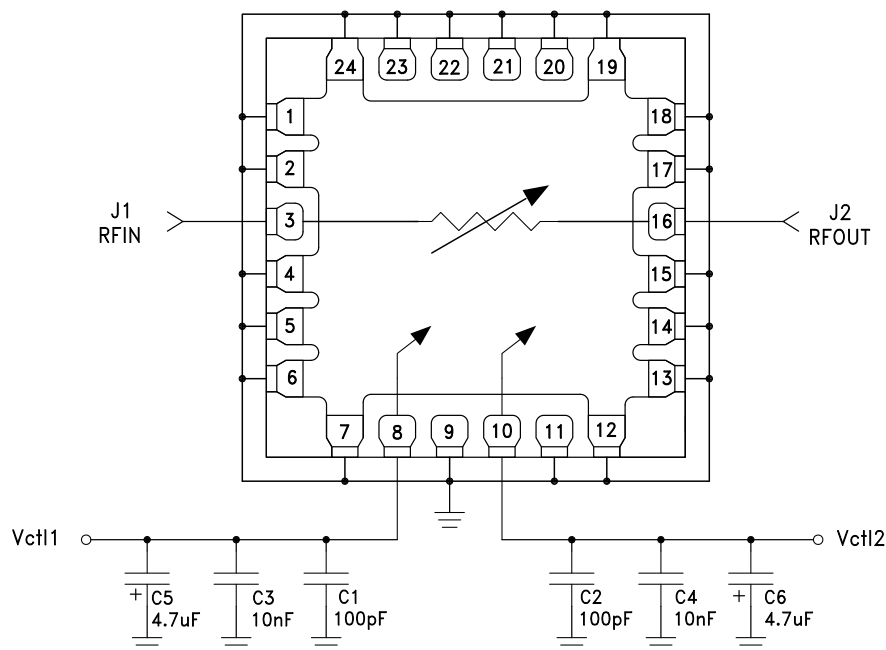 24 23 22 21 20 19
1 18
2 17
J1
RFIN
3 16
J2
RFOUT
4 15
5 14
6 13
7 8 9 10 11 12
Vctl1
Vctl2
+ C5
4.7uF
C3
10nF
C1
100pF
C2
100pF
C4
10nF
+ C6
4.7uF